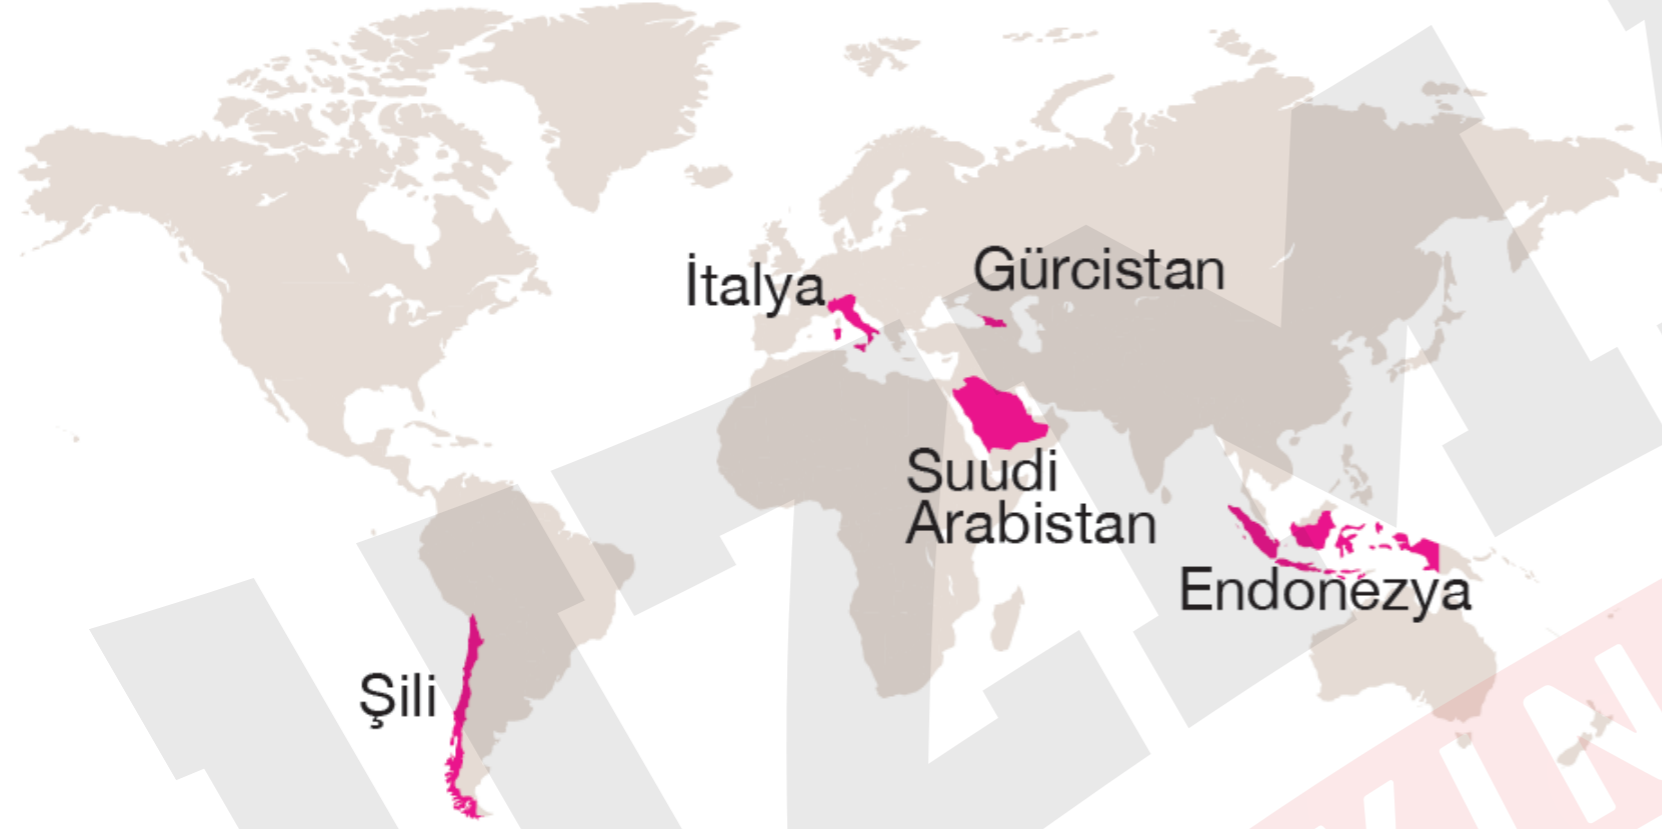 İtalya
Gürcistan
Suudi
Arabistan
Endonezya
Şili